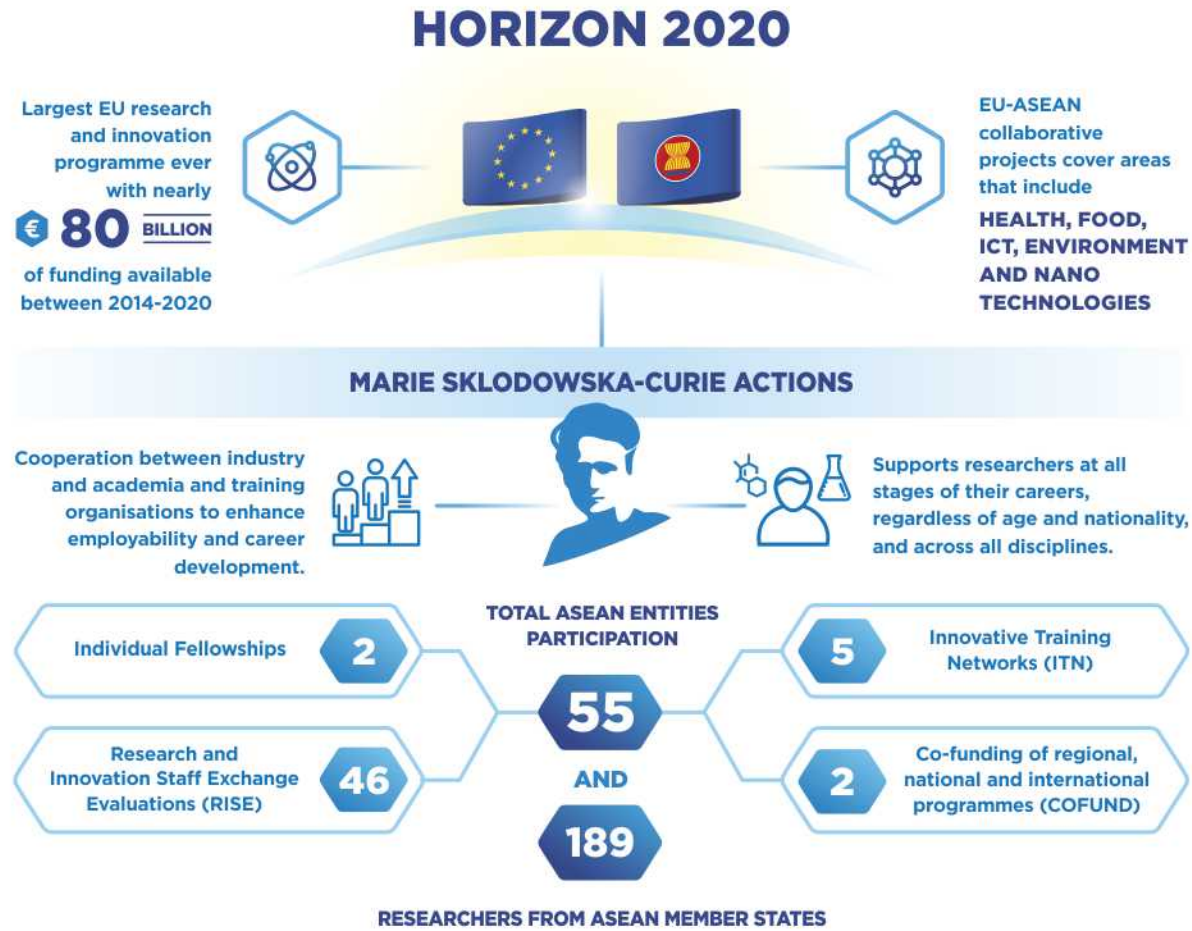 HORIZON 2020
Largest EU research
and innovation
programme ever
with nearly
€ 80 BILLION
of funding available
between 2014-2020
EU-ASEAN
collaborative
projects cover areas
that include
HEALTH, FOOD,
ICT, ENVIRONMENT
AND NANO
TECHNOLOGIES
MARIE SKLODOWSKA-CURIE ACTIONS
Cooperation between industry
and academia and training
organisations to enhance
employability and career
development.
Supports researchers at all
stages of their careers,
regardless of age and nationality,
and across all disciplines.
TOTAL ASEAN ENTITIES
PARTICIPATION
55
AND
189
RESEARCHERS FROM ASEAN MEMBER STATES
Individual Fellowships
2
Research and
Innovation Staff Exchange
Evaluations (RISE)
46
5
Innovative Training
Networks (ITN)
2
Co-funding of regional,
national and international
programmes (COFUND)